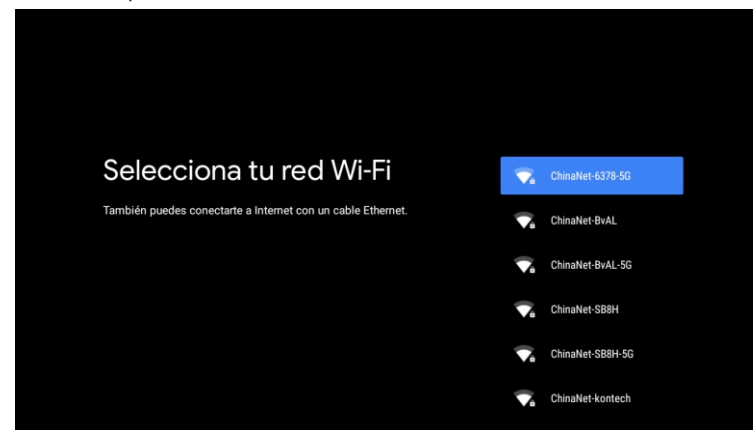 Selecciona tu red Wi-Fi
También puedes conectarte a Internet con un cable Ethernet.
ChinaNet-6378-5G
ChinaNet-BvAL
ChinaNet-BvAL-5G
ChinaNet-SB8H
ChinaNet-SB8H-5G
ChinaNet-kontech